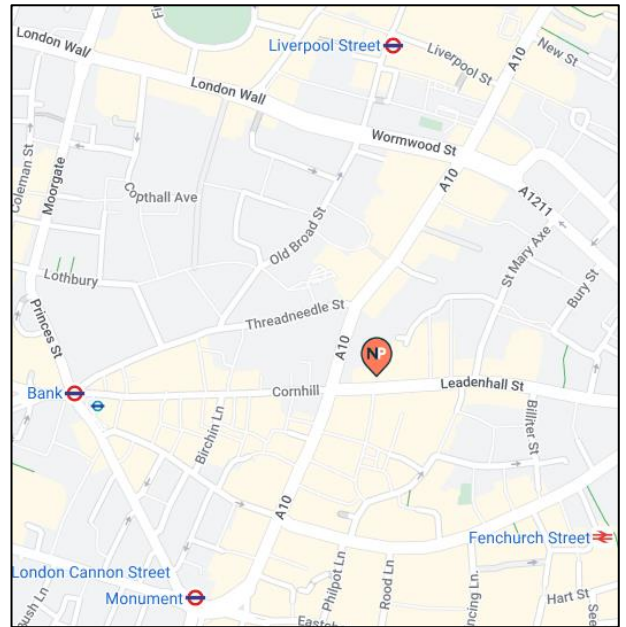 London Wall
Liverpool Street
Liverpool St
New St
A10
London Wall
Wormwood St
Coleman St
Moorgate
Copthall Ave
A10
A1211
Old Broad St
St Mary Axe
Bury St
Lothbury
Threadneedle St
Princes St
A10
NP
Bank
Cornhill
Leadenhall St
Birchin Ln
Billiter St
A10
Fenchurch Street
London Cannon Street
Monument
Philpot Ln
Rood Ln
Hart St